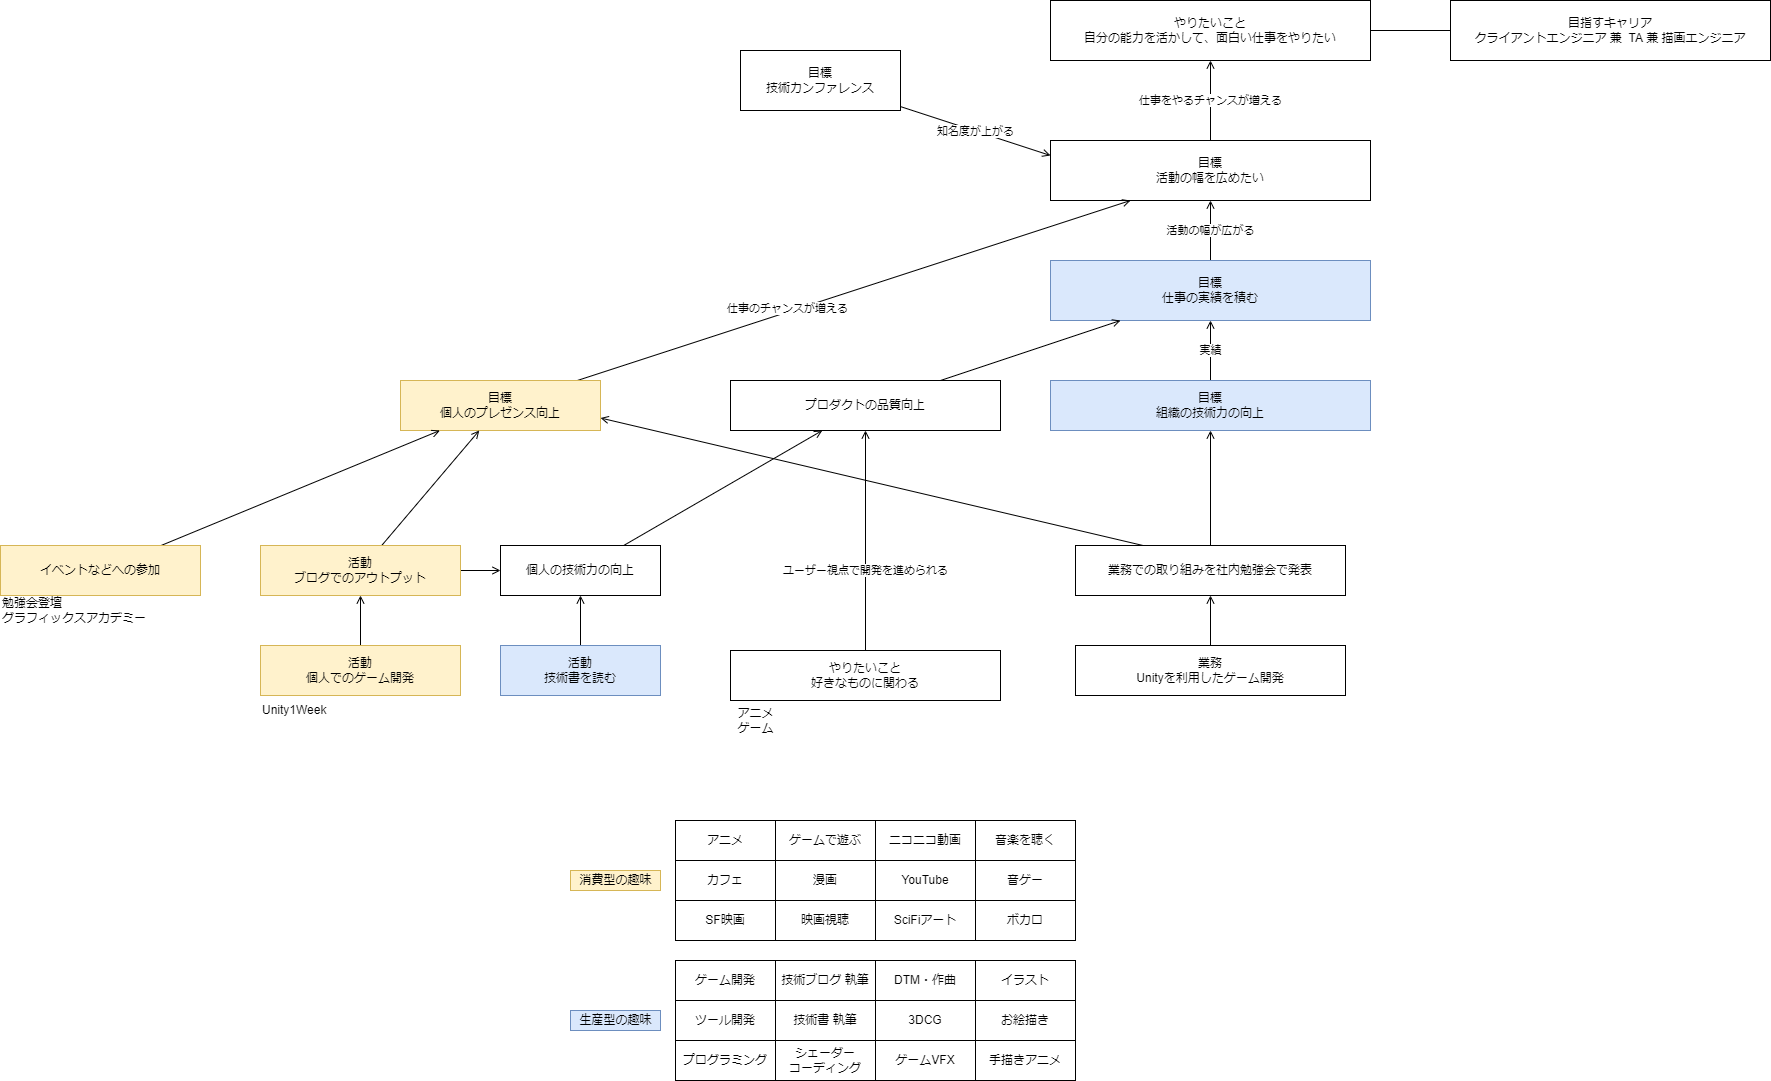 やりたいこと
自分の能力を活かして、面白い仕事をやりたい
目指すキャリア
クライアントエンジニア 兼 TA 兼 描画エンジニア
目標
技術カンファレンス
仕事をやるチャンスが増える
知名度が上がる
目標
活動の幅を広めたい
活動の幅が広がる
目標
仕事の実績を積む
仕事のチャンスが増える
実績
目標
個人のプレゼンス向上
プロダクトの品質向上
目標
組織の技術力の向上
イベントなどへの参加
勉強会登壇
グラフィックスアカデミー
活動
ブログでのアウトプット
個人の技術力の向上
ユーザー視点で開発を進められる
業務での取り組みを社内勉強会で発表
活動
個人でのゲーム開発
Unity1Week
活動
技術書を読む
やりたいこと
好きなものに関わる
アニメ
ゲーム
業務
Unityを利用したゲーム開発
消費型の趣味
アニメ ゲームで遊ぶ ニコニコ動画 音楽を聴く
カフェ 漫画 YouTube 音ゲー
SF映画 映画視聴 SciFiアート ボカロ
生産型の趣味
ゲーム開発 技術ブログ 執筆 DTM・作曲 イラスト
ツール開発 技術書 執筆 3DCG お絵描き
プログラミング シェーダー
コーディング ゲームVFX 手描きアニメ